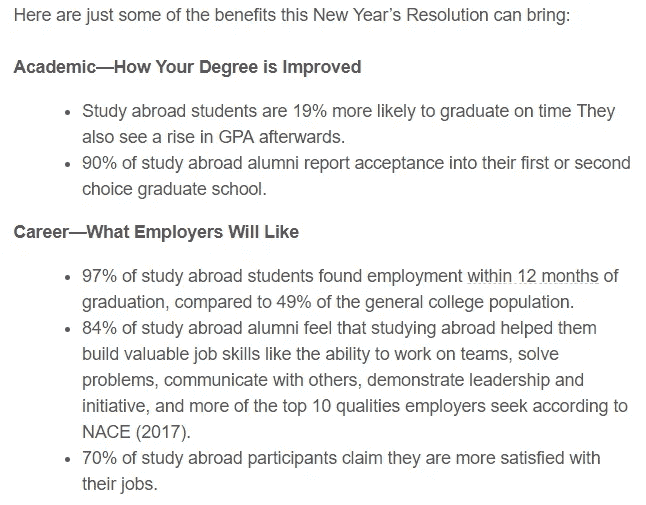 Here are just some of the benefits this New Year's Resolution can bring:
Academic—How Your Degree is Improved
• Study abroad students are 19% more likely to graduate on time They
also see a rise in GPA afterwards.
• 90% of study abroad alumni report acceptance into their first or second
choice graduate school.
Career—What Employers Will Like
• 97% of study abroad students found employment within 12 months of
graduation, compared to 49% of the general college population.
• 84% of study abroad alumni feel that studying abroad helped them
build valuable job skills like the ability to work on teams, solve
problems, communicate with others, demonstrate leadership and
initiative, and more of the top 10 qualities employers seek according to
NACE (2017).
• 70% of study abroad participants claim they are more satisfied with
their jobs.